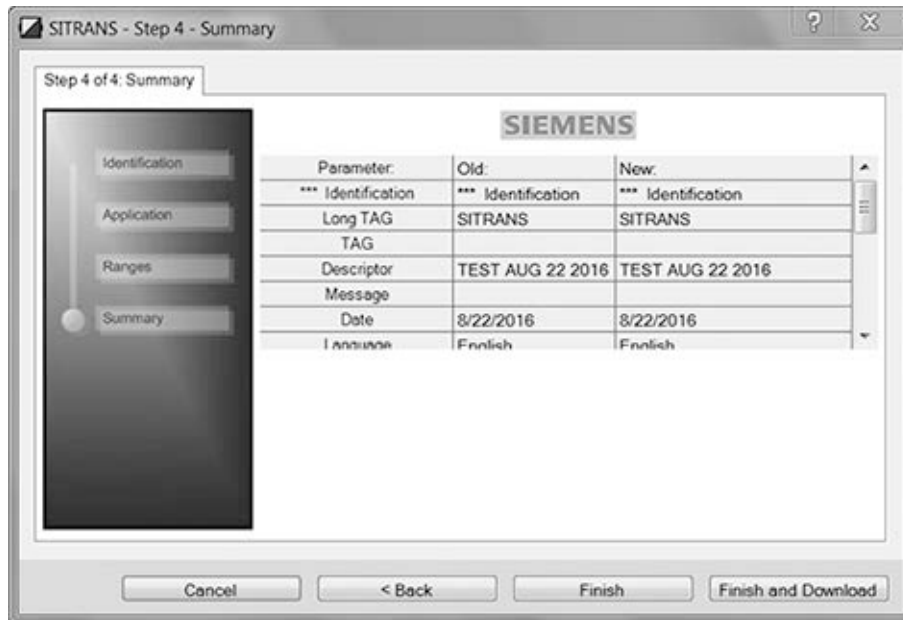 SITRANS - Step 4 - Summary
Step 4 of 4: Summary
SIEMENS
Identification
Application
Ranges
Summary
Parameter: Old: New:
*** Identification *** Identification *** Identification
Long TAG SITRANS SITRANS
TAG
Descriptor TEST AUG 22 2016 TEST AUG 22 2016
Message
Date 8/22/2016 8/22/2016
Language English English
Cancel < Back Finish Finish and Download